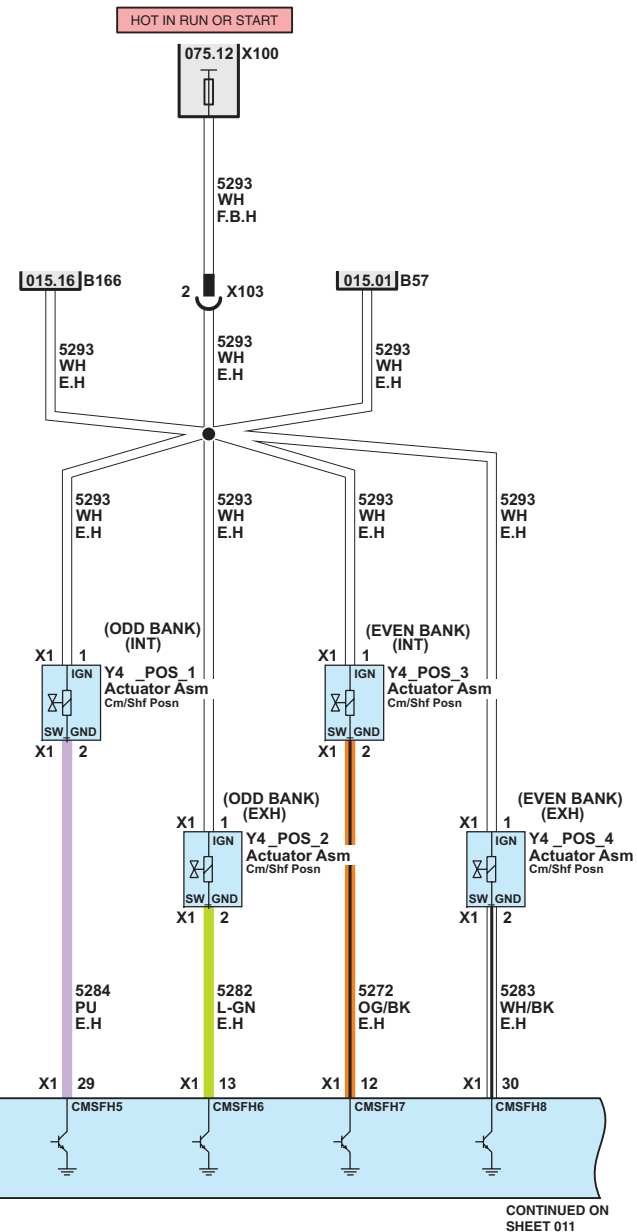 HOT IN RUN OR START
075.12 X100
5293
WH
F.B.H
015.16 B166
2 X103
015.01 B57
5293
WH
E.H
5293
WH
E.H
5293
WH
E.H
5293
WH
E.H
5293
WH
E.H
5293
WH
E.H
5293
WH
E.H
(ODD BANK)
(INT)
X1 1
IGN
Y4 _POS_1
Actuator Asm
Cm/Shf Posn
SW GND
X1 2
(EVEN BANK)
(INT)
X1 1
IGN
Y4 _POS_3
Actuator Asm
Cm/Shf Posn
SW GND
X1 2
(ODD BANK)
(EXH)
X1 1
IGN
Y4 _POS_2
Actuator Asm
Cm/Shf Posn
SW GND
X1 2
(EVEN BANK)
(EXH)
X1 1
IGN
Y4 _POS_4
Actuator Asm
Cm/Shf Posn
SW GND
X1 2
5284
PU
E.H
5282
L-GN
E.H
5272
OG/BK
E.H
5283
WH/BK
E.H
X1 29
X1 13
X1 12
X1 30
CMSFH5
CMSFH6
CMSFH7
CMSFH8
CONTINUED ON
SHEET 011